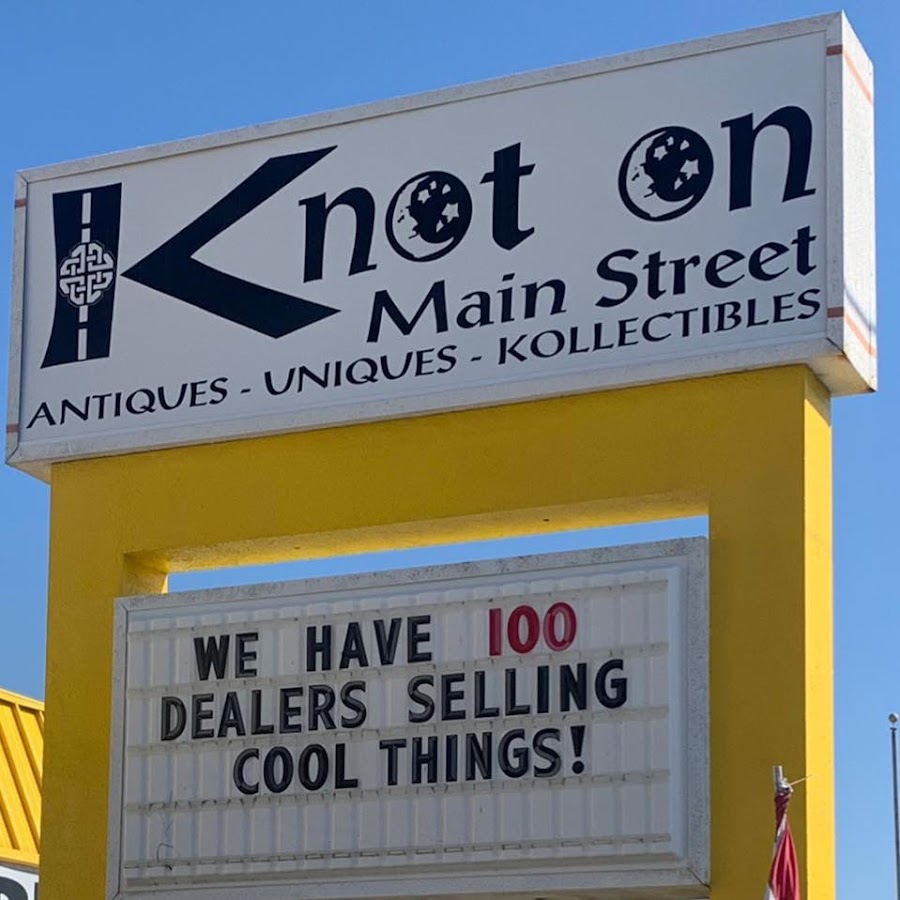 Knot on
Main Street
ANTIQUES - UNIQUES - KOLLECTIBLES
WE HAVE 100
DEALERS SELLING
COOL THINGS!